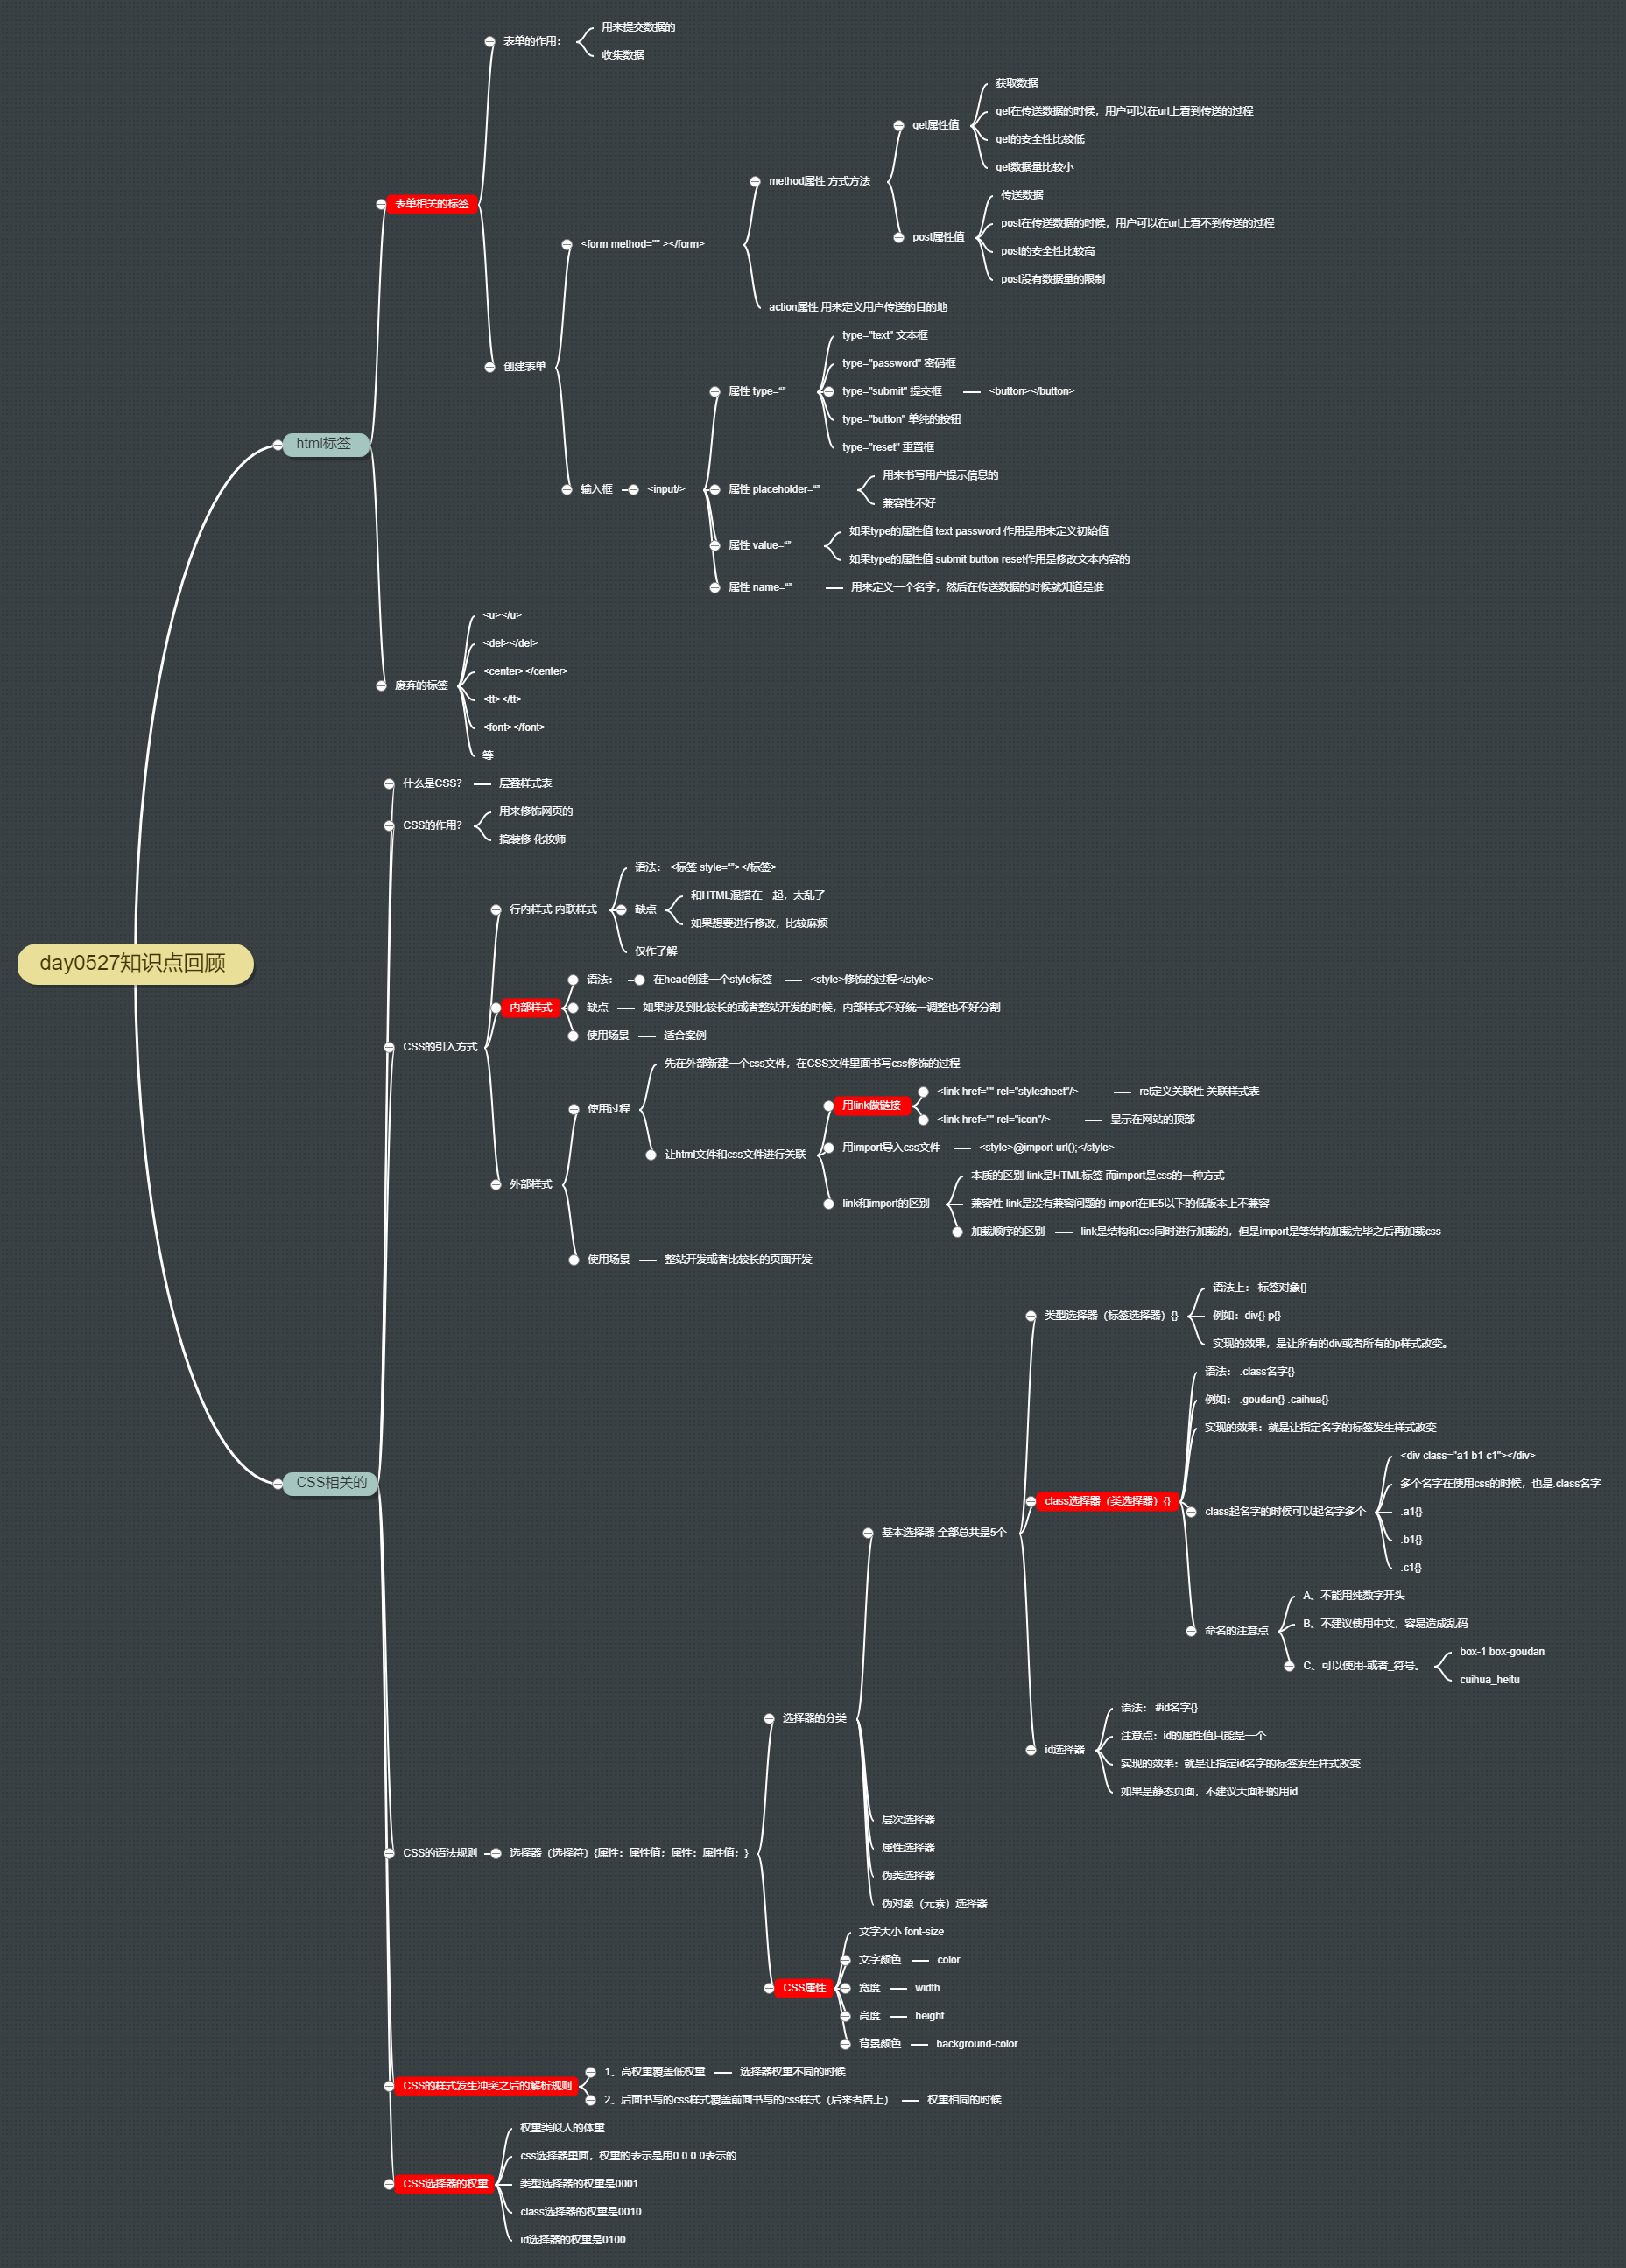 day0527知识点回顾
html标签
表单相关的标签
表单的作用：
用来提交数据的
收集数据
创建表单
<form method="" ></form>
method属性 方式方法
get属性值
获取数据
get在传送数据的时候，用户可以在url上看到传送的过程
get的安全性比较低
get数据量比较小
post属性值
传送数据
post在传送数据的时候，用户可以在url上看不到传送的过程
post的安全性比较高
post没有数据量的限制
action属性 用来定义用户传送的目的地
输入框
<input/>
属性 type=“”
type="text" 文本框
type="password" 密码框
type="submit" 提交框
<button></button>
type="button" 单纯的按钮
type="reset" 重置框
属性 placeholder=“”
用来书写用户提示信息的
兼容性不好
属性 value=“”
如果type的属性值 text password 作用是用来定义初始值
如果type的属性值 submit button reset作用是修改文本内容的
属性 name=“”
用来定义一个名字，然后在传送数据的时候就知道是谁
废弃的标签
<u></u>
<del></del>
<center></center>
<tt></tt>
<font></font>
等
CSS相关的
什么是CSS？
层叠样式表
CSS的作用？
用来修饰网页的
搞装修 化妆师
CSS的引入方式
行内样式 内联样式
语法： <标签 style=“”></标签>
缺点
和HTML混搭在一起，太乱了
如果想要进行修改，比较麻烦
仅作了解
内部样式
语法：
在head创建一个style标签
<style>修饰的过程</style>
缺点
如果涉及到比较长的或者整站开发的时候，内部样式不好统一调整也不好分割
使用场景
适合案例
外部样式
使用过程
先在外部新建一个css文件，在CSS文件里面书写css修饰的过程
让html文件和css文件进行关联
用link做链接
<link href="" rel="stylesheet"/>
rel定义关联性 关联样式表
<link href="" rel="icon"/>
显示在网站的顶部
用import导入css文件
<style>@import url();</style>
link和import的区别
本质的区别 link是HTML标签 而import是css的一种方式
兼容性 link是没有兼容问题的 import在IE5以下的低版本上不兼容
加载顺序的区别
link是结构和css同时进行加载的，但是import是等结构加载完毕之后再加载css
使用场景
整站开发或者比较长的页面开发
CSS的语法规则
选择器（选择符）{属性：属性值；属性：属性值；}
选择器的分类
基本选择器 全部总共是5个
类型选择器（标签选择器）{}
语法上： 标签对象{}
例如：div{} p{}
实现的效果，是让所有的div或者所有的p样式改变。
class选择器（类选择器）{}
语法： .class名字{}
例如： .goudan{} .caihua{}
实现的效果：就是让指定名字的标签发生样式改变
class起名字的时候可以起名字多个
<div class="a1 b1 c1"></div>
多个名字在使用css的时候，也是.class名字
.a1{}
.b1{}
.c1{}
命名的注意点
A、不能用纯数字开头
B、不建议使用中文，容易造成乱码
C、可以使用-或者_符号。
box-1 box-goudan
cuihua_heitu
id选择器
语法： #id名字{}
注意点：id的属性值只能是一个
实现的效果：就是让指定id名字的标签发生样式改变
如果是静态页面，不建议大面积的用id
层次选择器
属性选择器
伪类选择器
伪对象（元素）选择器
CSS属性
文字大小 font-size
文字颜色
color
宽度
width
高度
height
背景颜色
background-color
CSS的样式发生冲突之后的解析规则
1、高权重覆盖低权重
选择器权重不同的时候
2、后面书写的css样式覆盖前面书写的css样式（后来者居上）
权重相同的时候
CSS选择器的权重
权重类似人的体重
css选择器里面，权重的表示是用0 0 0 0表示的
类型选择器的权重是0001
class选择器的权重是0010
id选择器的权重是0100